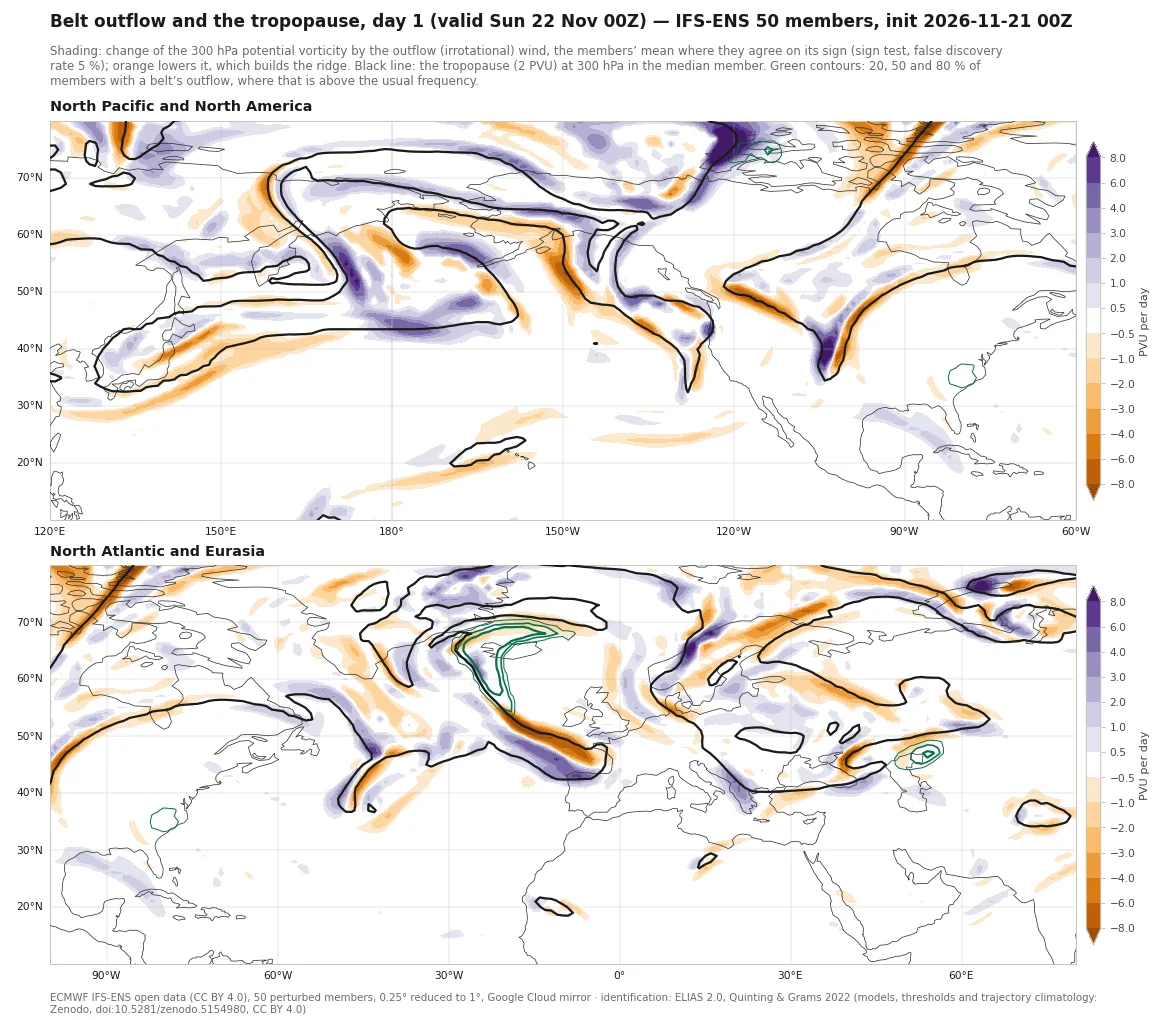 Belt outflow and the tropopause, day 1 (valid Sun 22 Nov 00Z) — IFS-ENS 50 members, init 2026-11-21 00Z
Shading: change of the 300 hPa potential vorticity by the outflow (irrotational) wind, the members’ mean where they agree on its sign (sign test, false discovery
rate 5 %); orange lowers it, which builds the ridge. Black line: the tropopause (2 PVU) at 300 hPa in the median member. Green contours: 20, 50 and 80 % of
members with a belt’s outflow, where that is above the usual frequency.
North Pacific and North America
70°N
60°N
50°N
40°N
30°N
20°N
120°E 150°E 180° 150°W 120°W 90°W 60°W
8.0
6.0
4.0
3.0
2.0
1.0
0.5
−0.5
−1.0
−2.0
−3.0
−4.0
−6.0
−8.0
PVU per day
North Atlantic and Eurasia
70°N
60°N
50°N
40°N
30°N
20°N
90°W 60°W 30°W 0° 30°E 60°E
8.0
6.0
4.0
3.0
2.0
1.0
0.5
−0.5
−1.0
−2.0
−3.0
−4.0
−6.0
−8.0
PVU per day
ECMWF IFS-ENS open data (CC BY 4.0), 50 perturbed members, 0.25° reduced to 1°, Google Cloud mirror · identification: ELIAS 2.0, Quinting & Grams 2022 (models, thresholds and trajectory climatology:
Zenodo, doi:10.5281/zenodo.5154980, CC BY 4.0)